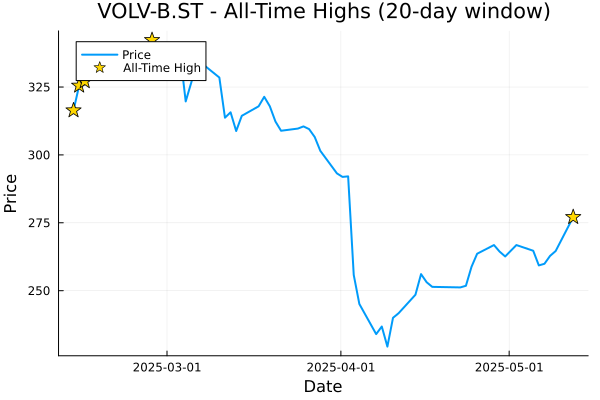 VOLV-B.ST - All-Time Highs (20-day window)
Price
All-Time High
325
300
275
250
Price
2025-03-01
2025-04-01
2025-05-01
Date